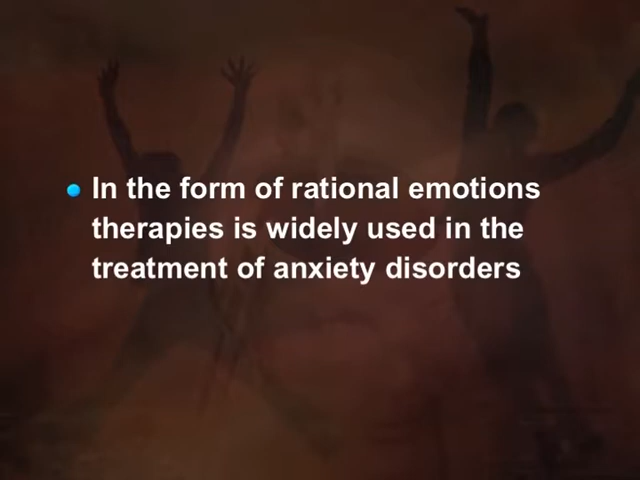 In the form of rational emotions
therapies is widely used in the
treatment of anxiety disorders